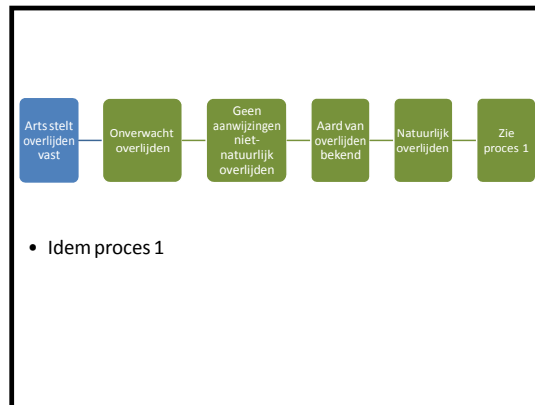 Arts stelt
overlijden
vast
Onverwacht
overlijden
Geen
aanwijzingen
niet-
natuurlijk
overlijden
Aard van
overlijden
bekend
Natuurlijk
overlijden
Zie
proces 1
• Idem proces 1